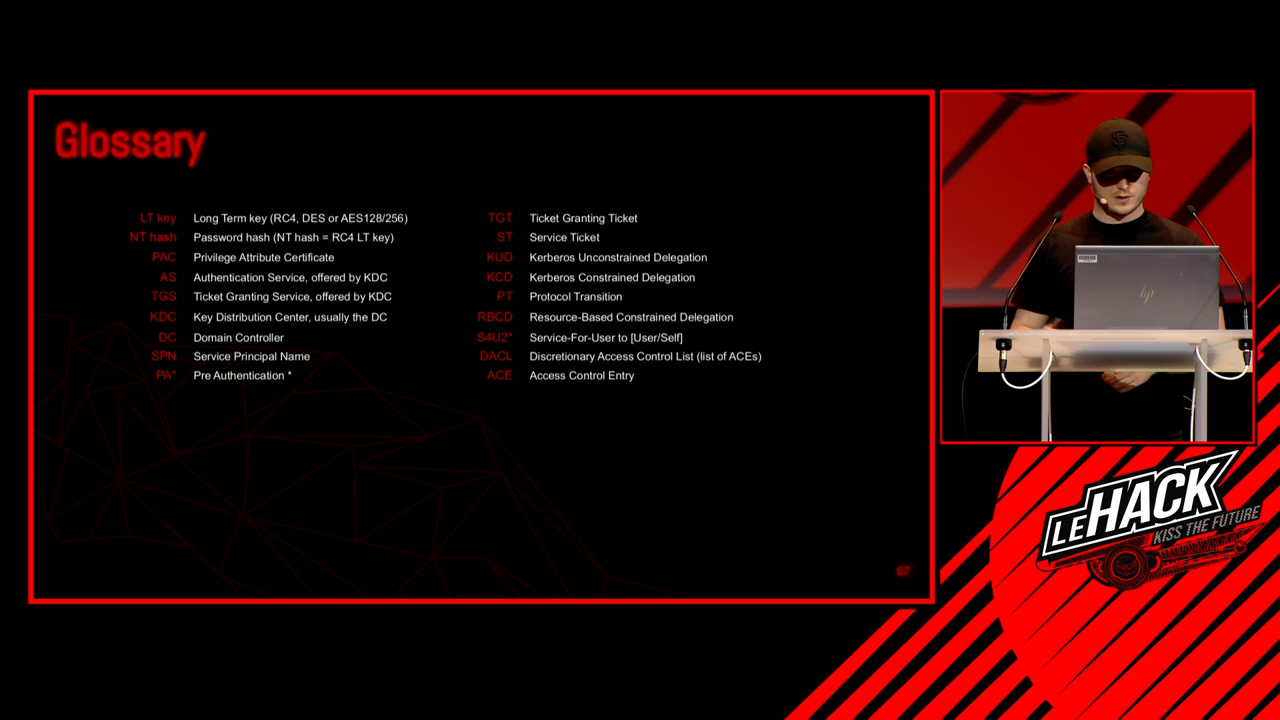 Glossary
LT key Long Term key (RC4, DES or AES128/256)
NT hash Password hash (NT hash = RC4 LT key)
PAC Privilege Attribute Certificate
AS Authentication Service, offered by KDC
TGS Ticket Granting Service, offered by KDC
KDC Key Distribution Center, usually the DC
DC Domain Controller
SPN Service Principal Name
PA* Pre Authentication *
TGT Ticket Granting Ticket
ST Service Ticket
KUD Kerberos Unconstrained Delegation
KCD Kerberos Constrained Delegation
PT Protocol Transition
RBCD Resource-Based Constrained Delegation
S4U2* Service-For-User to [User/Self]
DACL Discretionary Access Control List (list of ACEs)
ACE Access Control Entry
67
hp
LEHACK
KISS THE FUTURE